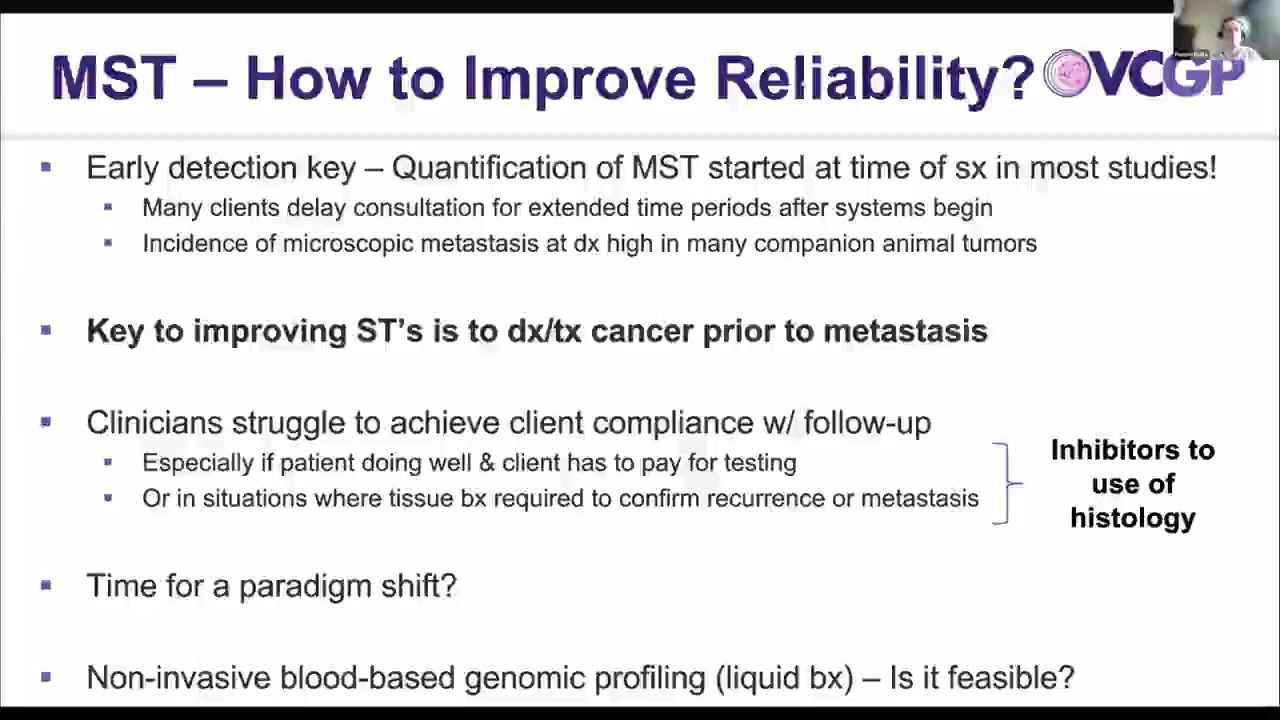 MST – How to Improve Reliability?
VCGP
Early detection key – Quantification of MST started at time of sx in most studies!
Many clients delay consultation for extended time periods after systems begin
Incidence of microscopic metastasis at dx high in many companion animal tumors
Key to improving ST's is to dx/tx cancer prior to metastasis
Clinicians struggle to achieve client compliance w/ follow-up
Especially if patient doing well & client has to pay for testing
Or in situations where tissue bx required to confirm recurrence or metastasis
Inhibitors to
use of
histology
Time for a paradigm shift?
Non-invasive blood-based genomic profiling (liquid bx) – Is it feasible?